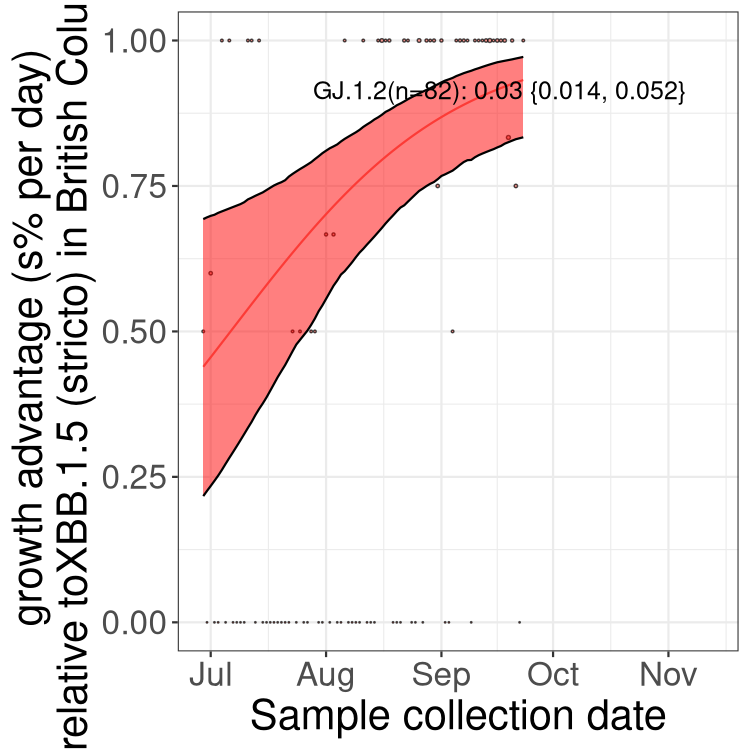 growth advantage (s% per day)
relative toXBB.1.5 (stricto) in British Colu
1.00
0.75
0.50
0.25
0.00
GJ.1.2(n=82): 0.03 {0.014, 0.052}
Jul Aug Sep Oct Nov
Sample collection date